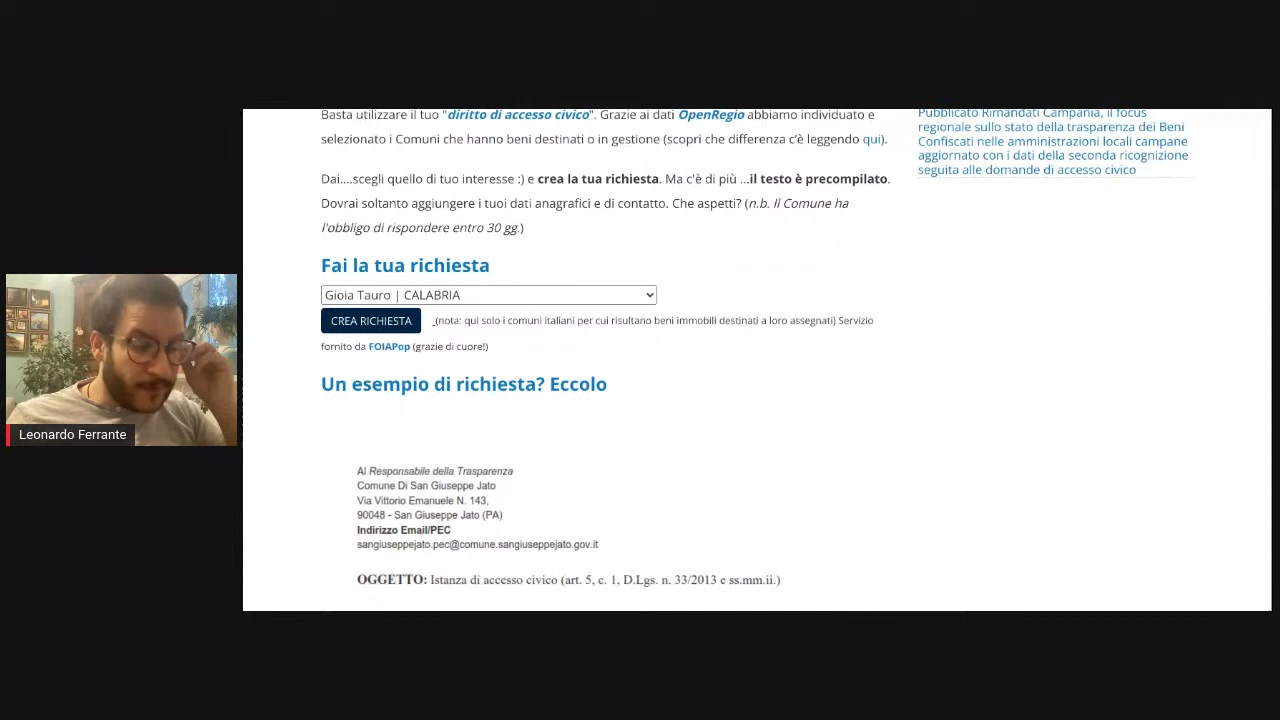 Basta utilizzare il tuo "diritto di accesso civico". Grazie ai dati OpenRegio abbiamo individuato e
selezionato i Comuni che hanno beni destinati o in gestione (scopri che differenza c'è leggendo qui).
Dai....scegli quello di tuo interesse :) e crea la tua richiesta. Ma c'è di più ...il testo è precompilato.
Dovrai soltanto aggiungere i tuoi dati anagrafici e di contatto. Che aspetti? (n.b. Il Comune ha
l'obbligo di rispondere entro 30 gg.)
Fai la tua richiesta
Gioia Tauro | CALABRIA
CREA RICHIESTA
_(nota: qui solo i comuni italiani per cui risultano beni immobili destinati a loro assegnati) Servizio
fornito da FOIAPop (grazie di cuore!)
Un esempio di richiesta? Eccolo
Al Responsabile della Trasparenza
Comune Di San Giuseppe Jato
Via Vittorio Emanuele N. 143,
90048 - San Giuseppe Jato (PA)
Indirizzo Email/PEC
sangiuseppejato.pec@comune.sangiuseppejato.gov.it
OGGETTO: Istanza di accesso civico (art. 5, c. 1, D.Lgs. n. 33/2013 e ss.mm.ii.)
Pubblicato Rimandati Campania, il focus
regionale sullo stato della trasparenza dei Beni
Confiscati nelle amministrazioni locali campane
aggiornato con i dati della seconda ricognizione
seguita alle domande di accesso civico
Leonardo Ferrante